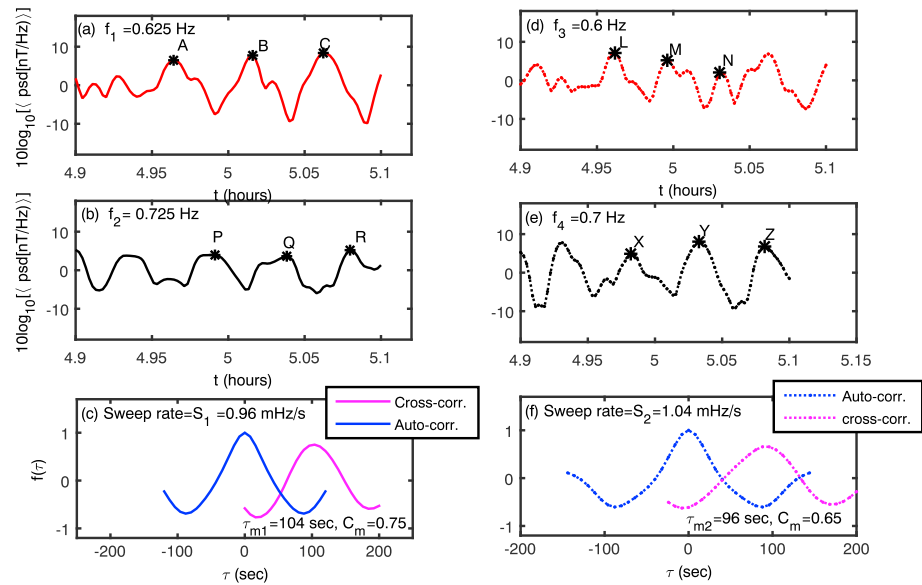 (a) f1 =0.625 Hz
A B C
10log10[⟨ psd[nT/Hz)⟩]
10
0
-10
4.9 4.95 5 5.05 5.1
t (hours)
(d) f3 =0.6 Hz
L M N
10
0
-10
4.9 4.95 5 5.05 5.1
t (hours)
(b) f2= 0.725 Hz
P Q R
10log10[⟨ psd[nT/Hz)⟩]
10
0
-10
4.9 4.95 5 5.05 5.1
t (hours)
(e) f4 =0.7 Hz
X Y Z
10
0
-10
4.9 4.95 5 5.05 5.1 5.15
Cross-corr.
Auto-corr.
(c) Sweep rate=S1 =0.96 mHz/s
f(τ)
1
0
-1
τm1=104 sec, Cm=0.75
-200 -100 0 100 200
τ (sec)
Auto-corr.
cross-corr.
(f) Sweep rate=S2=1.04 mHz/s
1
0
-1
τm2=96 sec, Cm=0.65
-200 -100 0 100 200
τ (sec)